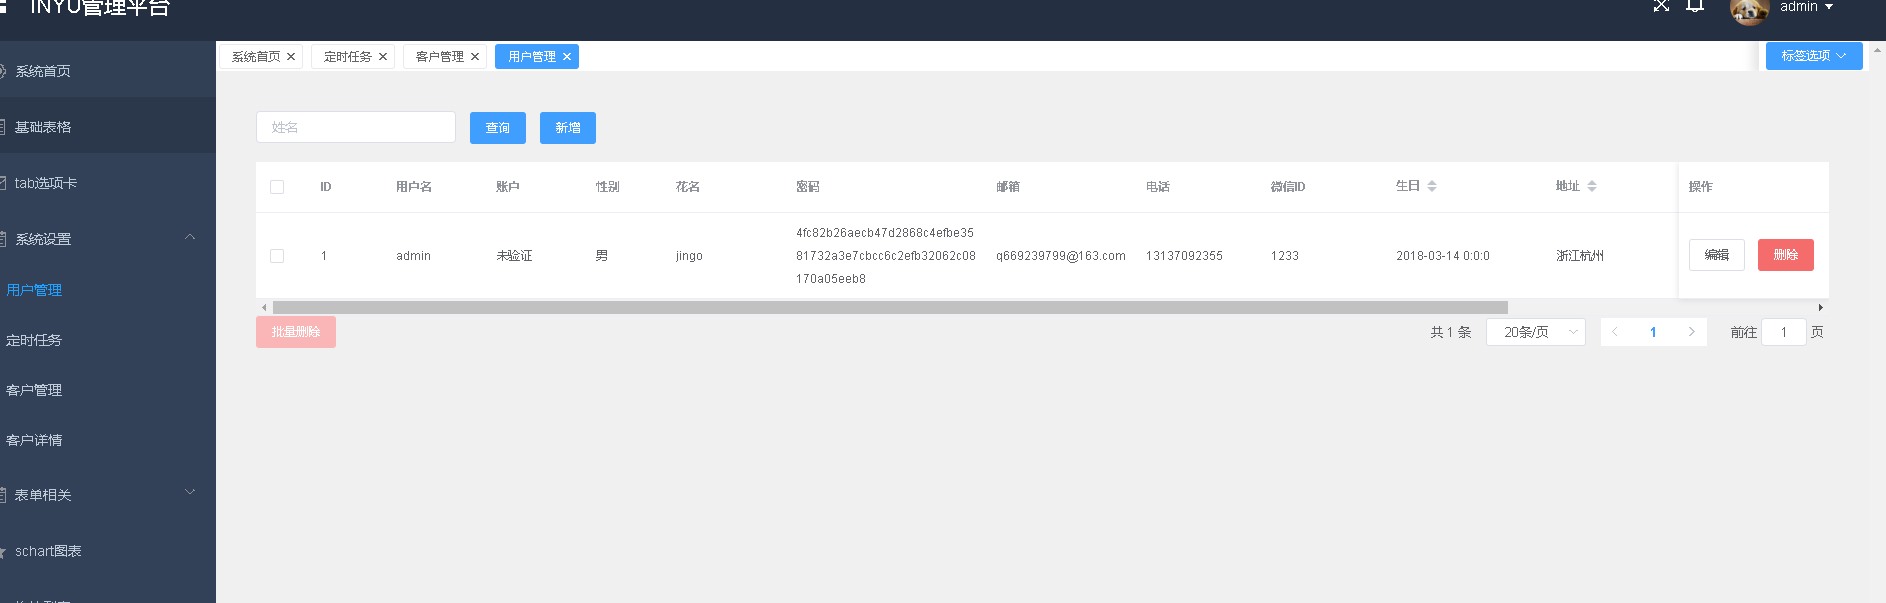 INYU管理平台
admin
系统首页
基础表格
tab选项卡
系统设置
用户管理
定时任务
客户管理
客户详情
表单相关
schart图表
系统首页 定时任务 客户管理 用户管理
标签选项
姓名 查询 新增
ID 用户名 账户 性别 花名 密码 邮箱 电话 微信ID 生日 地址 操作
1 admin 未验证 男 jingo 4fc82b26aecb47d2868c4efbe35
81732a3e7cbcc6c2efb32062c08
170a05eeb8
q669239799@163.com 13137092355 1233 2018-03-14 0:0:0 浙江杭州 编辑 删除
批量删除
共 1 条 20条/页 1 前往 1 页